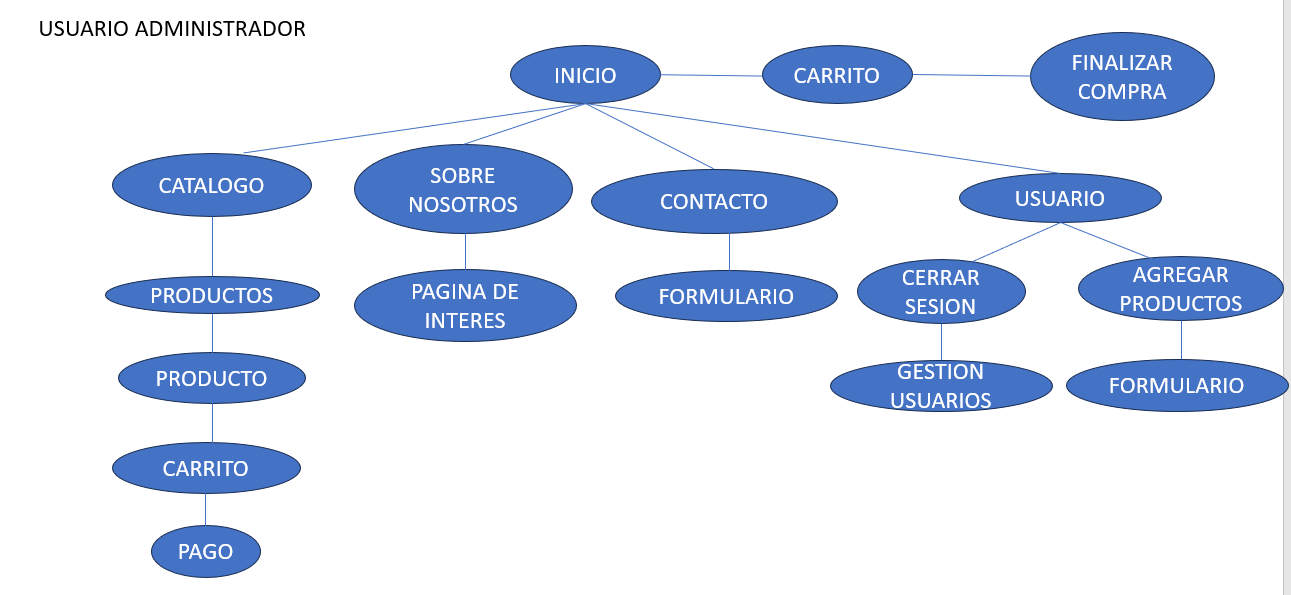 USUARIO ADMINISTRADOR
INICIO
CARRITO
FINALIZAR
COMPRA
CATALOGO
SOBRE
NOSOTROS
CONTACTO
USUARIO
PRODUCTOS
PAGINA DE
INTERES
FORMULARIO
CERRAR
SESION
AGREGAR
PRODUCTOS
PRODUCTO
GESTION
USUARIOS
FORMULARIO
CARRITO
PAGO